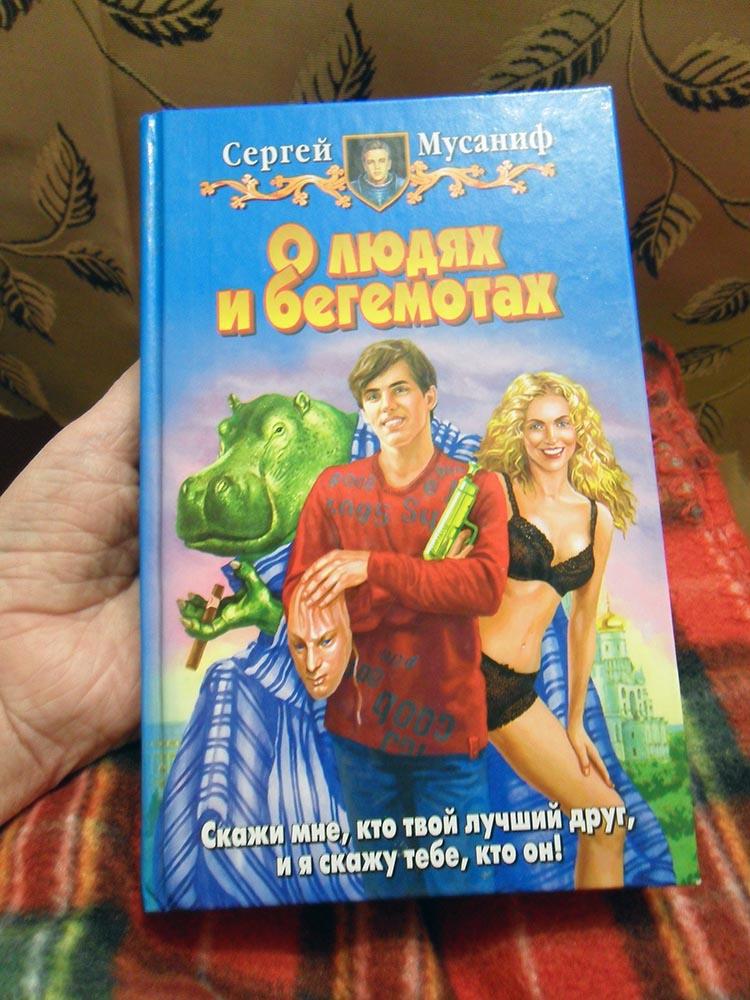 Сергей Мусаниф
О людях
и бегемотах
Скажи мне, кто твой лучший друг,
и я скажу тебе, кто он!